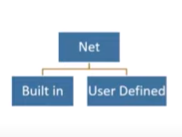 Net
Built in
User Defined